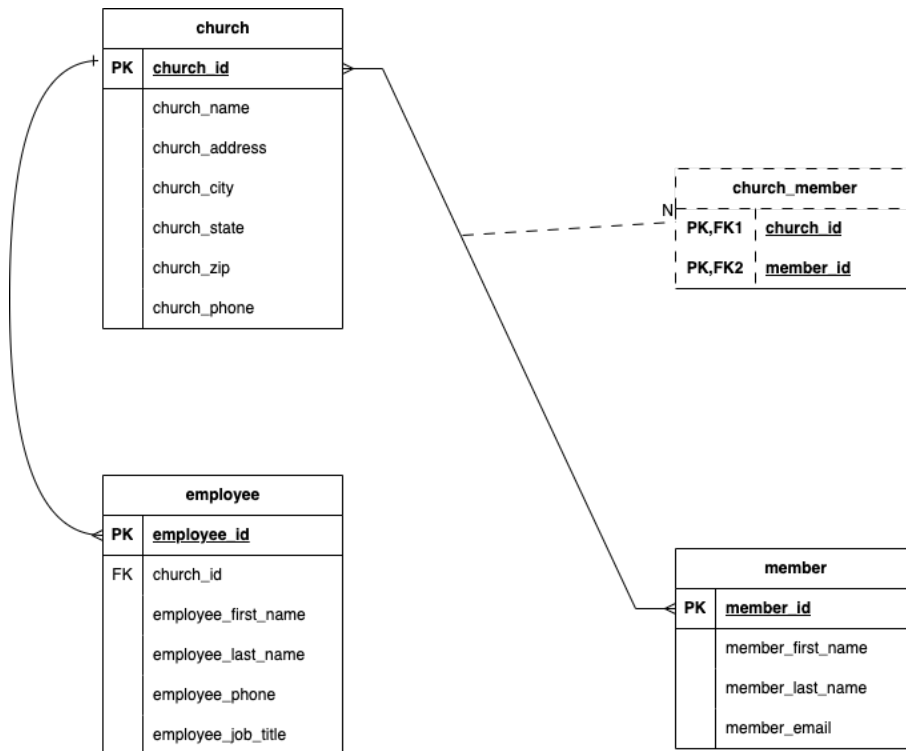 church
PK church_id
church_name
church_address
church_city
church_state
church_zip
church_phone
church_member
N
PK,FK1 church_id
PK,FK2 member_id
employee
PK employee_id
FK church_id
employee_first_name
employee_last_name
employee_phone
employee_job_title
member
PK member_id
member_first_name
member_last_name
member_email